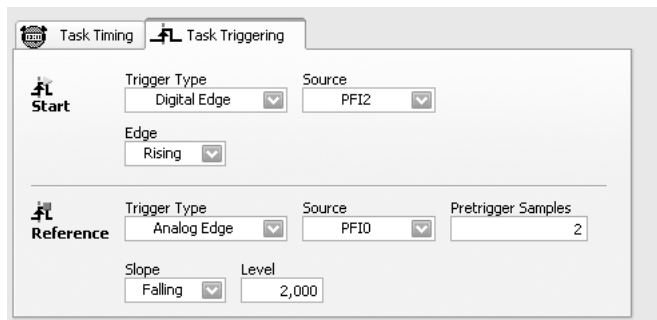 Task Timing Task Triggering
Start
Trigger Type Source
Digital Edge PFI2
Edge
Rising
Reference
Trigger Type Source Pretrigger Samples
Analog Edge PFI0 2
Slope Level
Falling 2,000